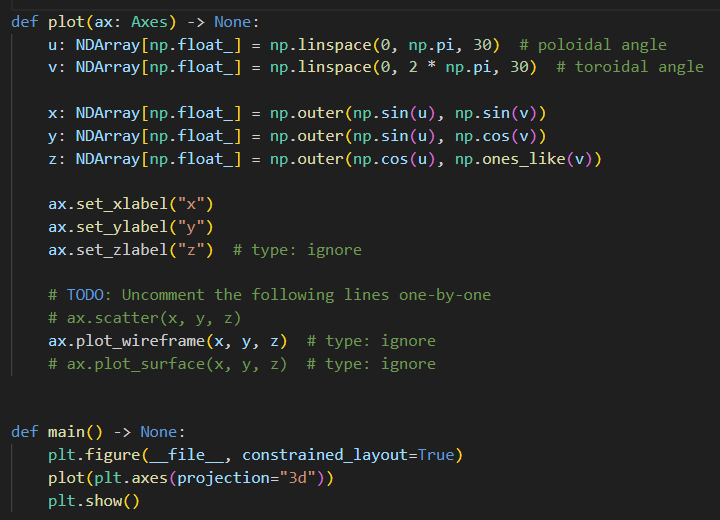 def plot(ax: Axes) -> None:
    u: NDArray[np.float_] = np.linspace(0, np.pi, 30)  # poloidal angle
    v: NDArray[np.float_] = np.linspace(0, 2 * np.pi, 30)  # toroidal angle

    x: NDArray[np.float_] = np.outer(np.sin(u), np.sin(v))
    y: NDArray[np.float_] = np.outer(np.sin(u), np.cos(v))
    z: NDArray[np.float_] = np.outer(np.cos(u), np.ones_like(v))

    ax.set_xlabel("x")
    ax.set_ylabel("y")
    ax.set_zlabel("z")  # type: ignore

    # TODO: Uncomment the following lines one-by-one
    # ax.scatter(x, y, z)
    ax.plot_wireframe(x, y, z)  # type: ignore
    # ax.plot_surface(x, y, z)  # type: ignore


def main() -> None:
    plt.figure(__file__, constrained_layout=True)
    plot(plt.axes(projection="3d"))
    plt.show()